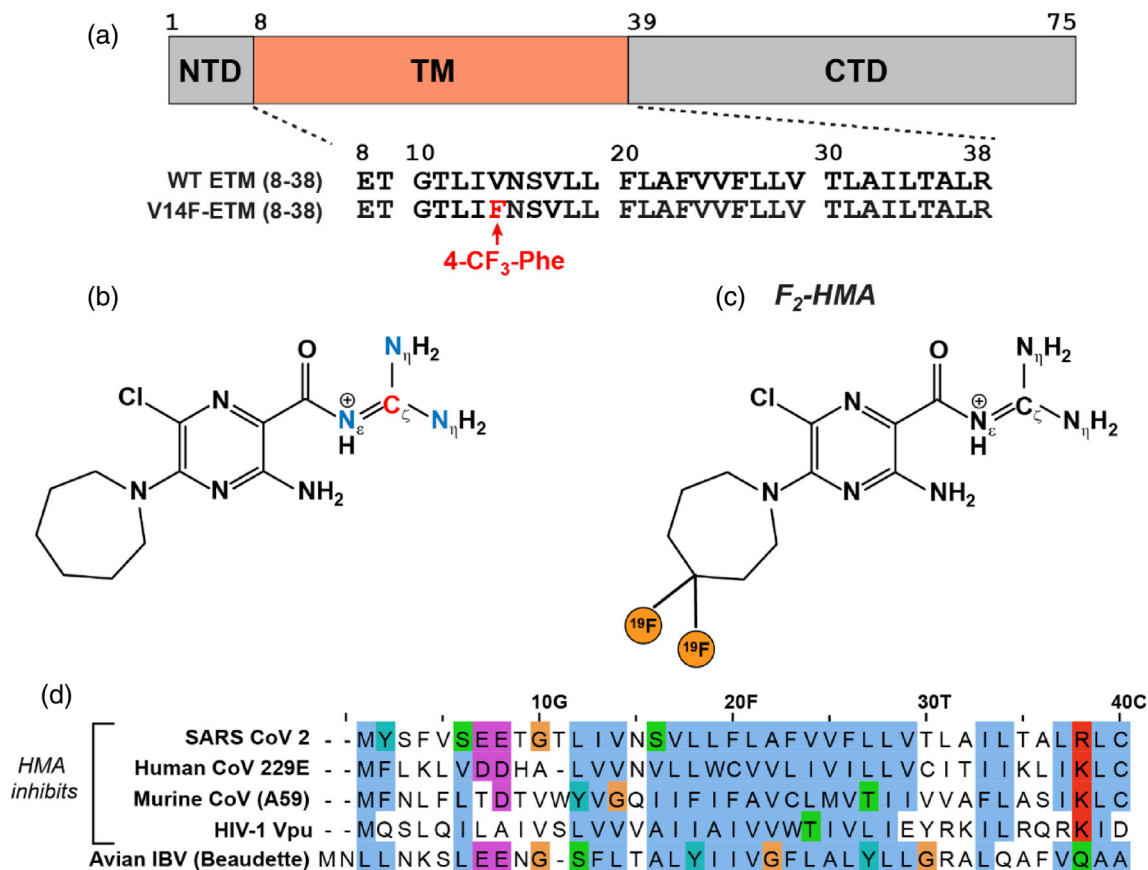 (a)
1 8 39 75
NTD TM CTD
8 10 20 30 38
WT ETM (8-38) ET GTLIVNSVLL FLAFVVFLLV TLAILTALR
V14F-ETM (8-38) ET GTLIFNSVLL FLAFVVFLLV TLAILTALR
4-CF3-Phe
(b)
O
NηH2
Cl
N
⊕
N
H
ε
C
ζ
NηH2
N
N
NH2
(c) F2-HMA
O
NηH2
Cl
N
⊕
N
H
ε
C
ζ
NηH2
N
N
NH2
19F
19F
(d)
10G 20F 30T 40C
HMA inhibits
SARS CoV 2 - - M Y S F V S E E T G T L I V N S V L L F L A F V V F L L V T L A I L T A L R L C
Human CoV 229E - - M F L K L V D D H A - L V V N V L L W C V V L I V I L L V C I T I I K L I K L C
Murine CoV (A59) - - M F N L F L T D T V W Y V G Q I I F I F A V C L M V T I I V V A F L A S I K L C
HIV-1 Vpu - - M Q S L Q I L A I V S L V V V A I I A I V V W T I V L I E Y R K I L R Q R K I D
Avian IBV (Beaudette) M N L L N K S L E E N G - S F L T A L Y I I V G F L A L Y L L G R A L Q A F V Q A A